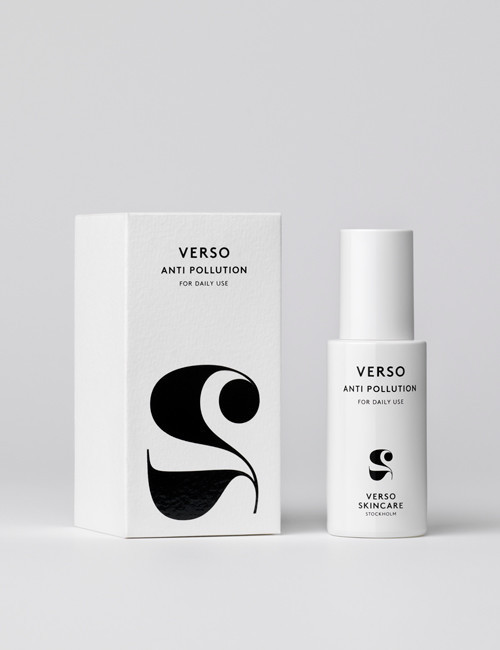 VERSO
ANTI POLLUTION
FOR DAILY USE
VERSO
ANTI POLLUTION
FOR DAILY USE
VERSO
SKINCARE
STOCKHOLM